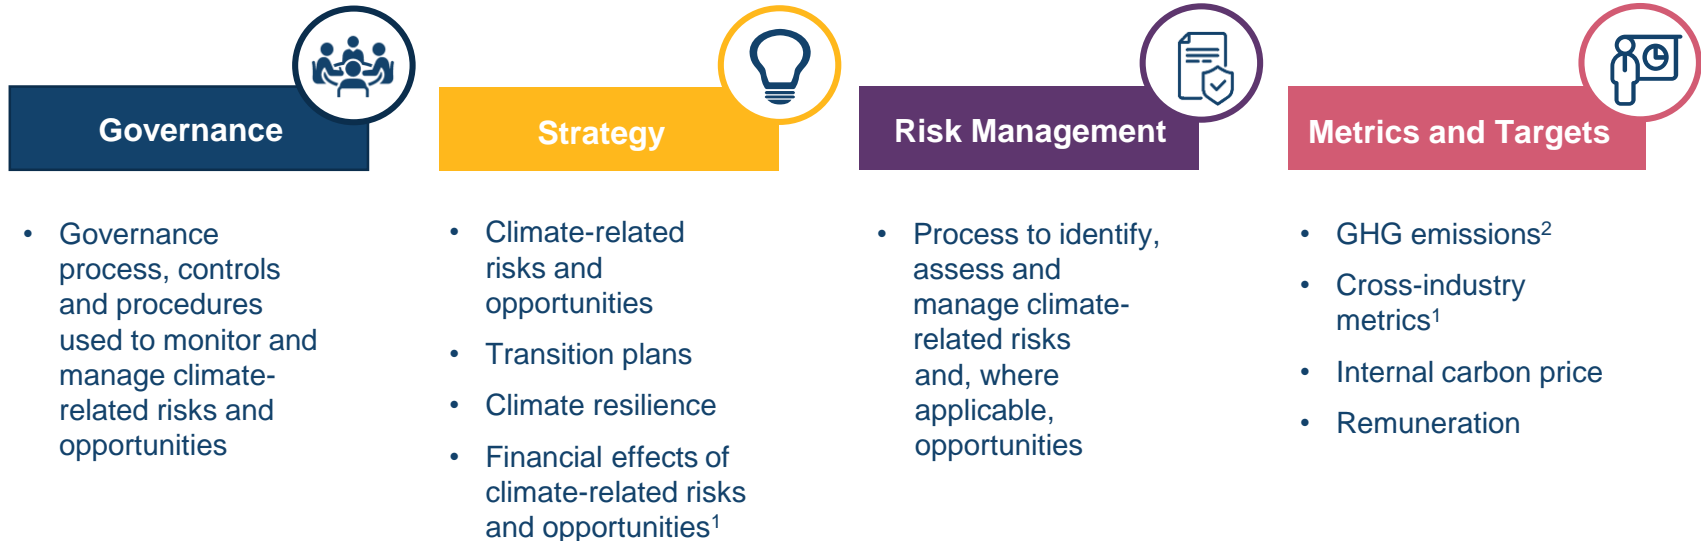 Governance
• Governance
process, controls
and procedures
used to monitor and
manage climate-
related risks and
opportunities
Strategy
• Climate-related
risks and
opportunities
• Transition plans
• Climate resilience
• Financial effects of
climate-related risks
and opportunities¹
Risk Management
• Process to identify,
assess and
manage climate-
related risks
and, where
applicable,
opportunities
Metrics and Targets
• GHG emissions²
• Cross-industry
metrics¹
• Internal carbon price
• Remuneration